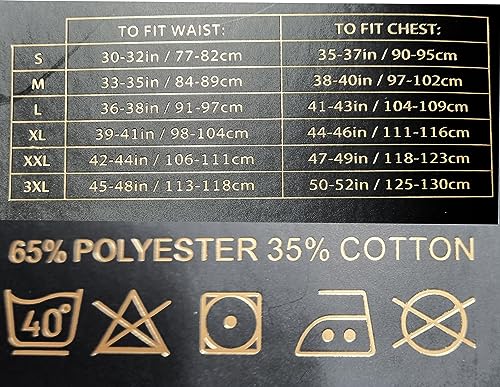 TO FIT WAIST: TO FIT CHEST:
S 30-32in / 77-82cm 35-37in / 90-95cm
M 33-35in / 84-89cm 38-40in / 97-102cm
L 36-38in / 91-97cm 41-43in / 104-109cm
XL 39-41in / 98-104cm 44-46in / 111-116cm
XXL 42-44in / 106-111cm 47-49in / 118-123cm
3XL 45-48in / 113-118cm 50-52in / 125-130cm
65% POLYESTER 35% COTTON
40°